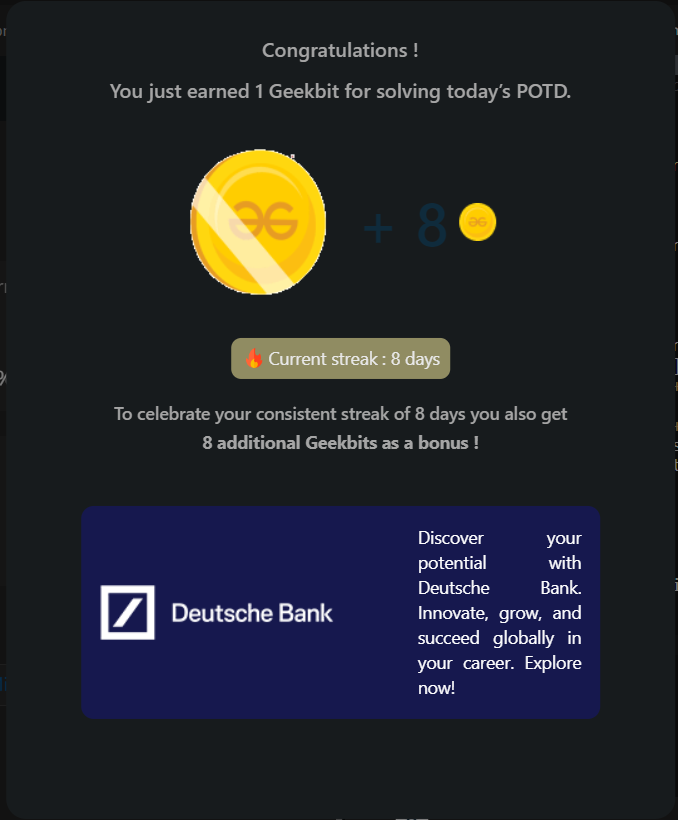 Congratulations !
You just earned 1 Geekbit for solving today's POTD.
+ 8
Current streak : 8 days
To celebrate your consistent streak of 8 days you also get
8 additional Geekbits as a bonus !
Deutsche Bank
Discover your
potential with
Deutsche Bank.
Innovate, grow, and
succeed globally in
your career. Explore
now!